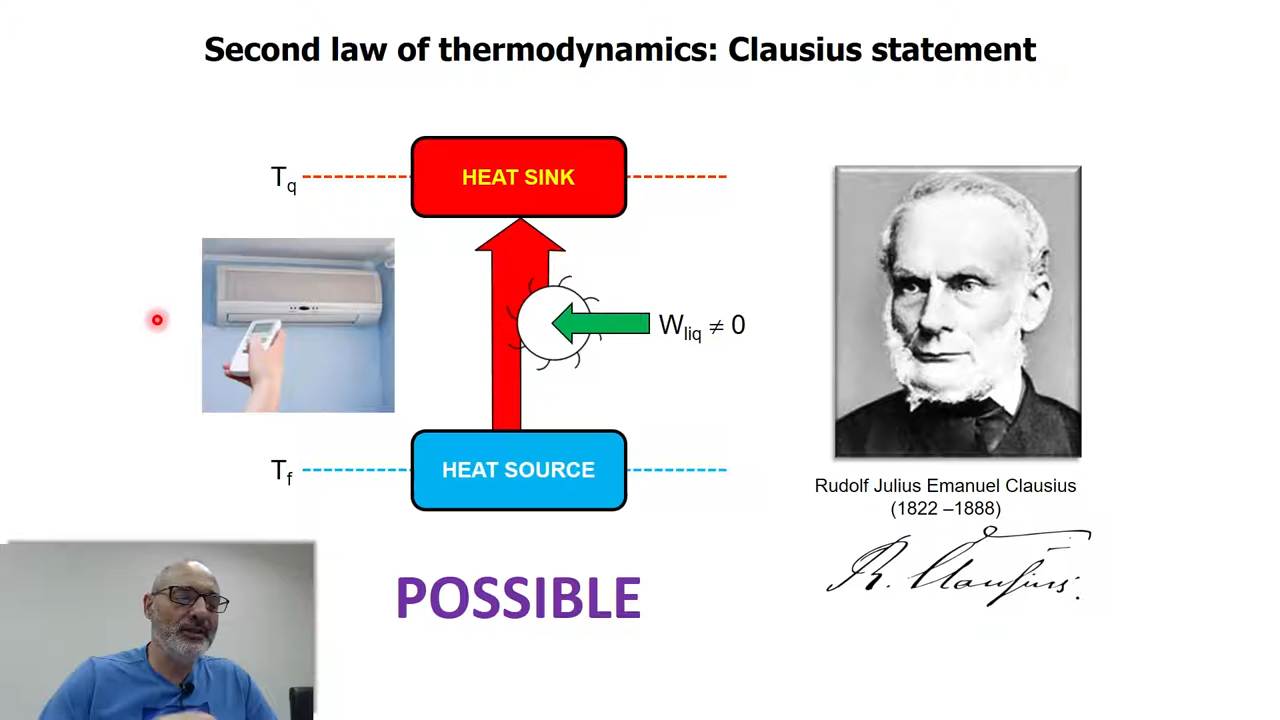 Second law of thermodynamics: Clausius statement
T_q
HEAT SINK
W_liq ≠ 0
T_f
HEAT SOURCE
Rudolf Julius Emanuel Clausius
(1822 –1888)
R. Clausius:
POSSIBLE